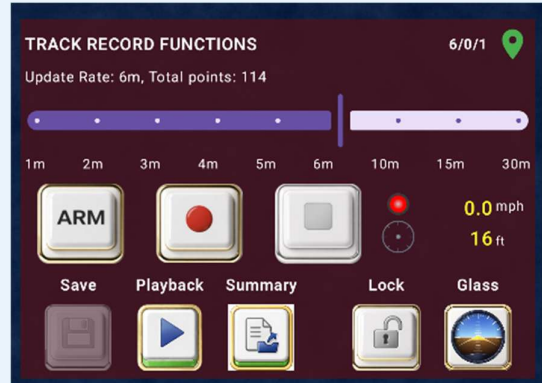 TRACK RECORD FUNCTIONS 6/0/1
Update Rate: 6m, Total points: 114
1m 2m 3m 4m 5m 6m 10m 15m 30m
ARM
0.0 mph
16 ft
Save Playback Summary Lock Glass